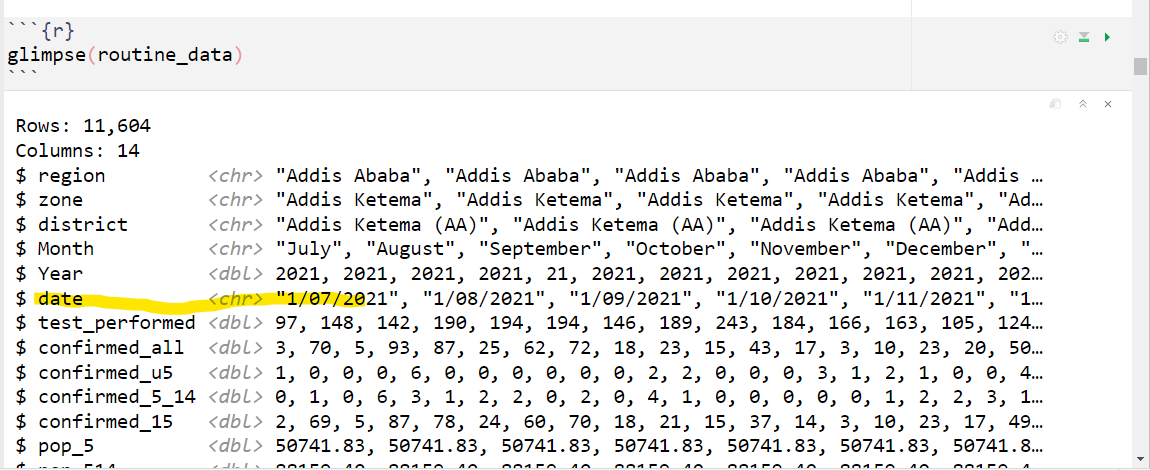 ```{r}
glimpse(routine_data)
```
Rows: 11,604
Columns: 14
$ region <chr> "Addis Ababa", "Addis Ababa", "Addis Ababa", "Addis Ababa", "Addis …
$ zone <chr> "Addis Ketema", "Addis Ketema", "Addis Ketema", "Addis Ketema", "Ad…
$ district <chr> "Addis Ketema (AA)", "Addis Ketema (AA)", "Addis Ketema (AA)", "Add…
$ Month <chr> "July", "August", "September", "October", "November", "December", "…
$ Year <dbl> 2021, 2021, 2021, 2021, 21, 2021, 2021, 2021, 2021, 2021, 2021, 202…
$ date <chr> "1/07/2021", "1/08/2021", "1/09/2021", "1/10/2021", "1/11/2021", "1…
$ test_performed <dbl> 97, 148, 142, 190, 194, 194, 146, 189, 243, 184, 166, 163, 105, 124…
$ confirmed_all <dbl> 3, 70, 5, 93, 87, 25, 62, 72, 18, 23, 15, 43, 17, 3, 10, 23, 20, 50…
$ confirmed_u5 <dbl> 1, 0, 0, 0, 6, 0, 0, 0, 0, 0, 0, 2, 2, 0, 0, 0, 3, 1, 2, 1, 0, 0, 4…
$ confirmed_5_14 <dbl> 0, 1, 0, 6, 3, 1, 2, 2, 0, 2, 0, 4, 1, 0, 0, 0, 0, 0, 1, 2, 2, 3, 1…
$ confirmed_15 <dbl> 2, 69, 5, 87, 78, 24, 60, 70, 18, 21, 15, 37, 14, 3, 10, 23, 17, 49…
$ pop_5 <dbl> 50741.83, 50741.83, 50741.83, 50741.83, 50741.83, 50741.83, 50741.8…